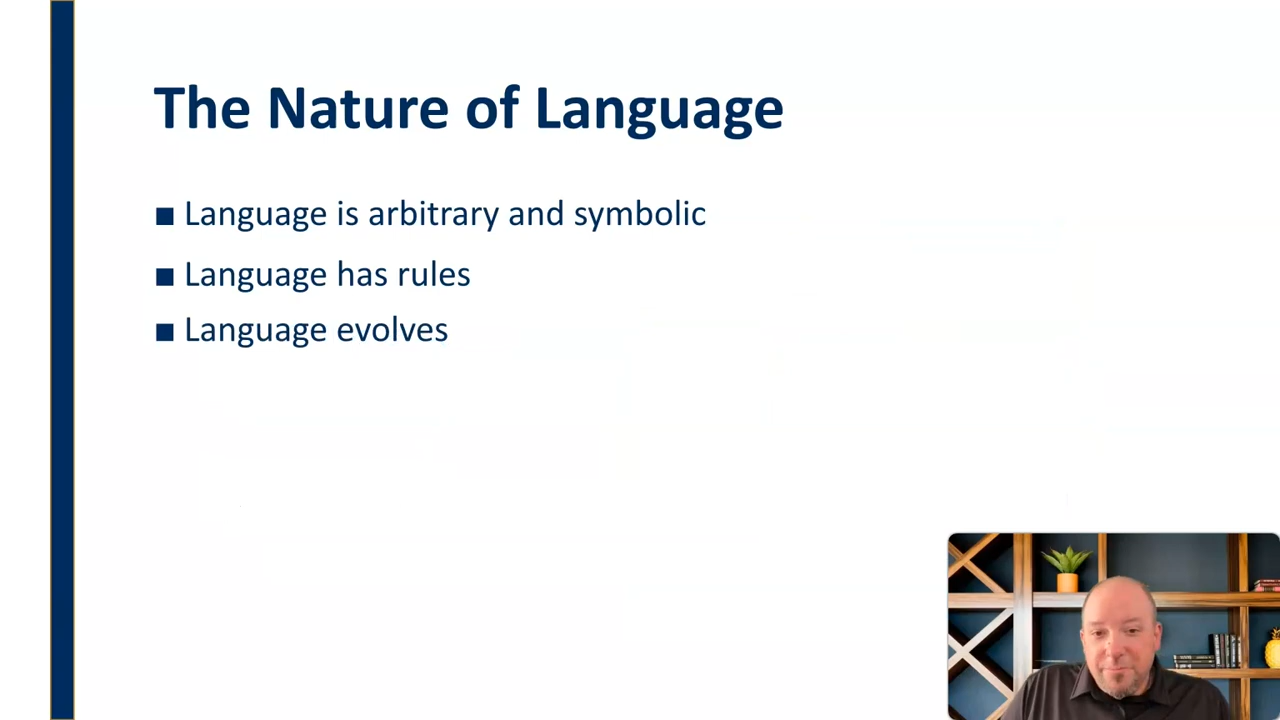 The Nature of Language
■ Language is arbitrary and symbolic
■ Language has rules
■ Language evolves